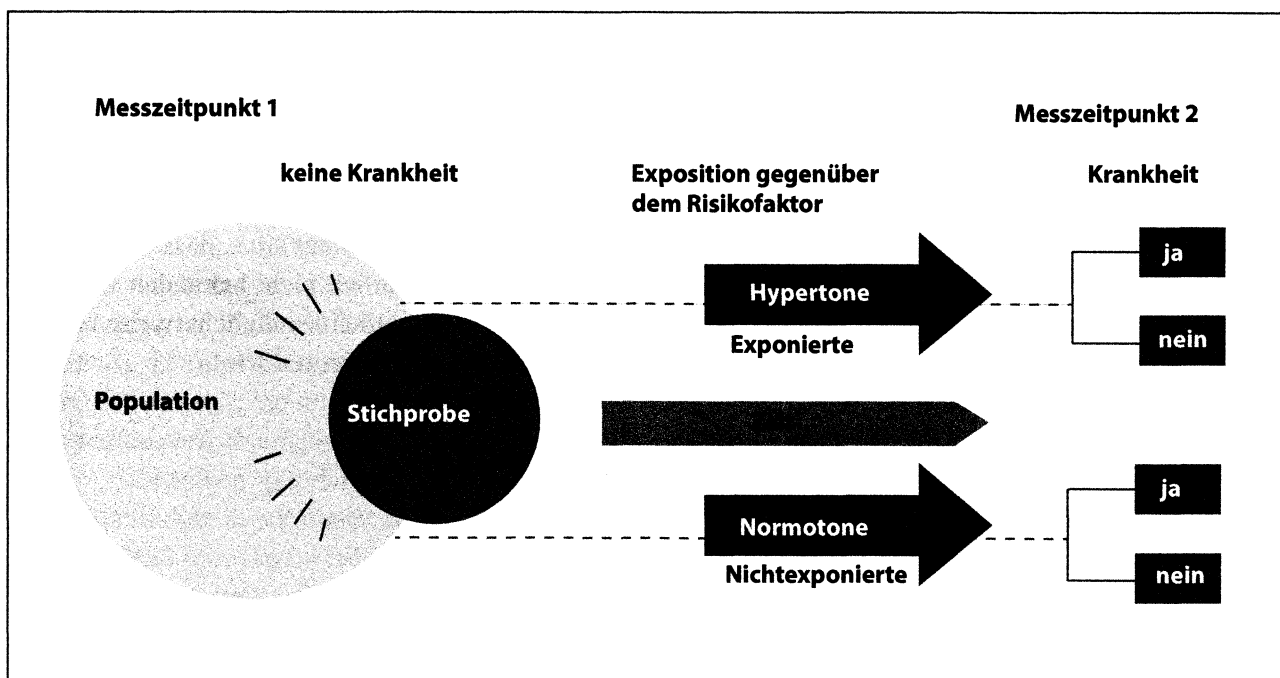 Messzeitpunkt 1
Messzeitpunkt 2
keine Krankheit
Exposition gegenüber
dem Risikofaktor
Krankheit
Population
Stichprobe
Hypertone
Exponierte
ja
nein
Normotone
Nichtexponierte
ja
nein